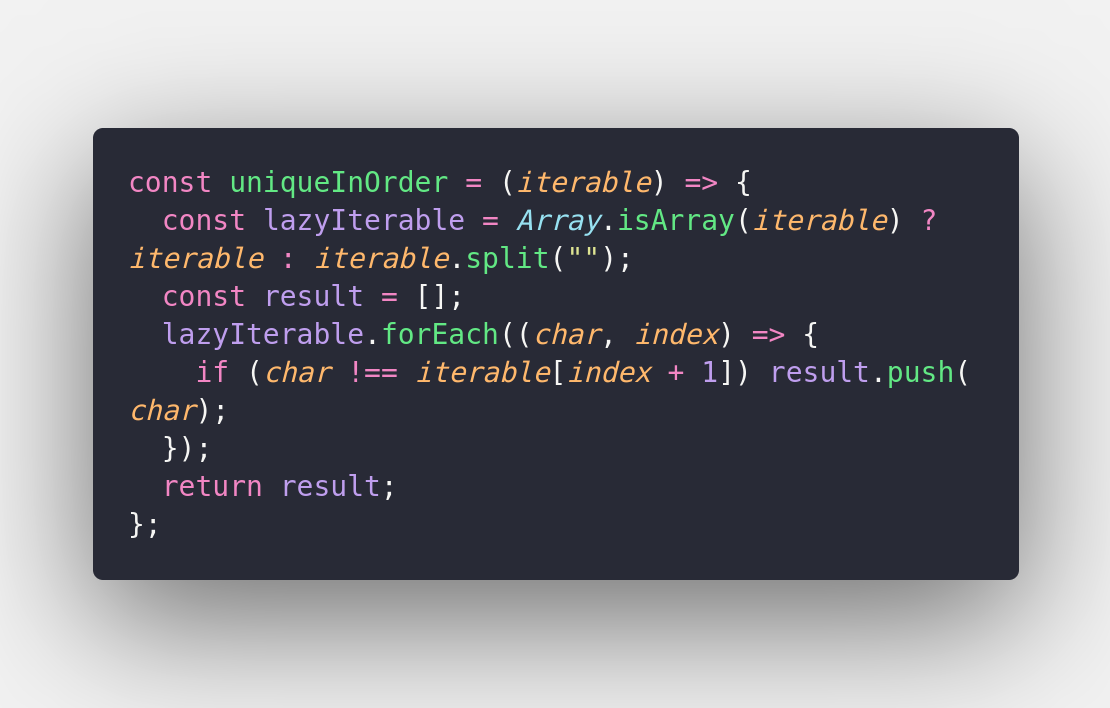 const uniqueInOrder = (iterable) => {
  const lazyIterable = Array.isArray(iterable) ?
iterable : iterable.split("");
  const result = [];
  lazyIterable.forEach((char, index) => {
    if (char !== iterable[index + 1]) result.push(
char);
  });
  return result;
};